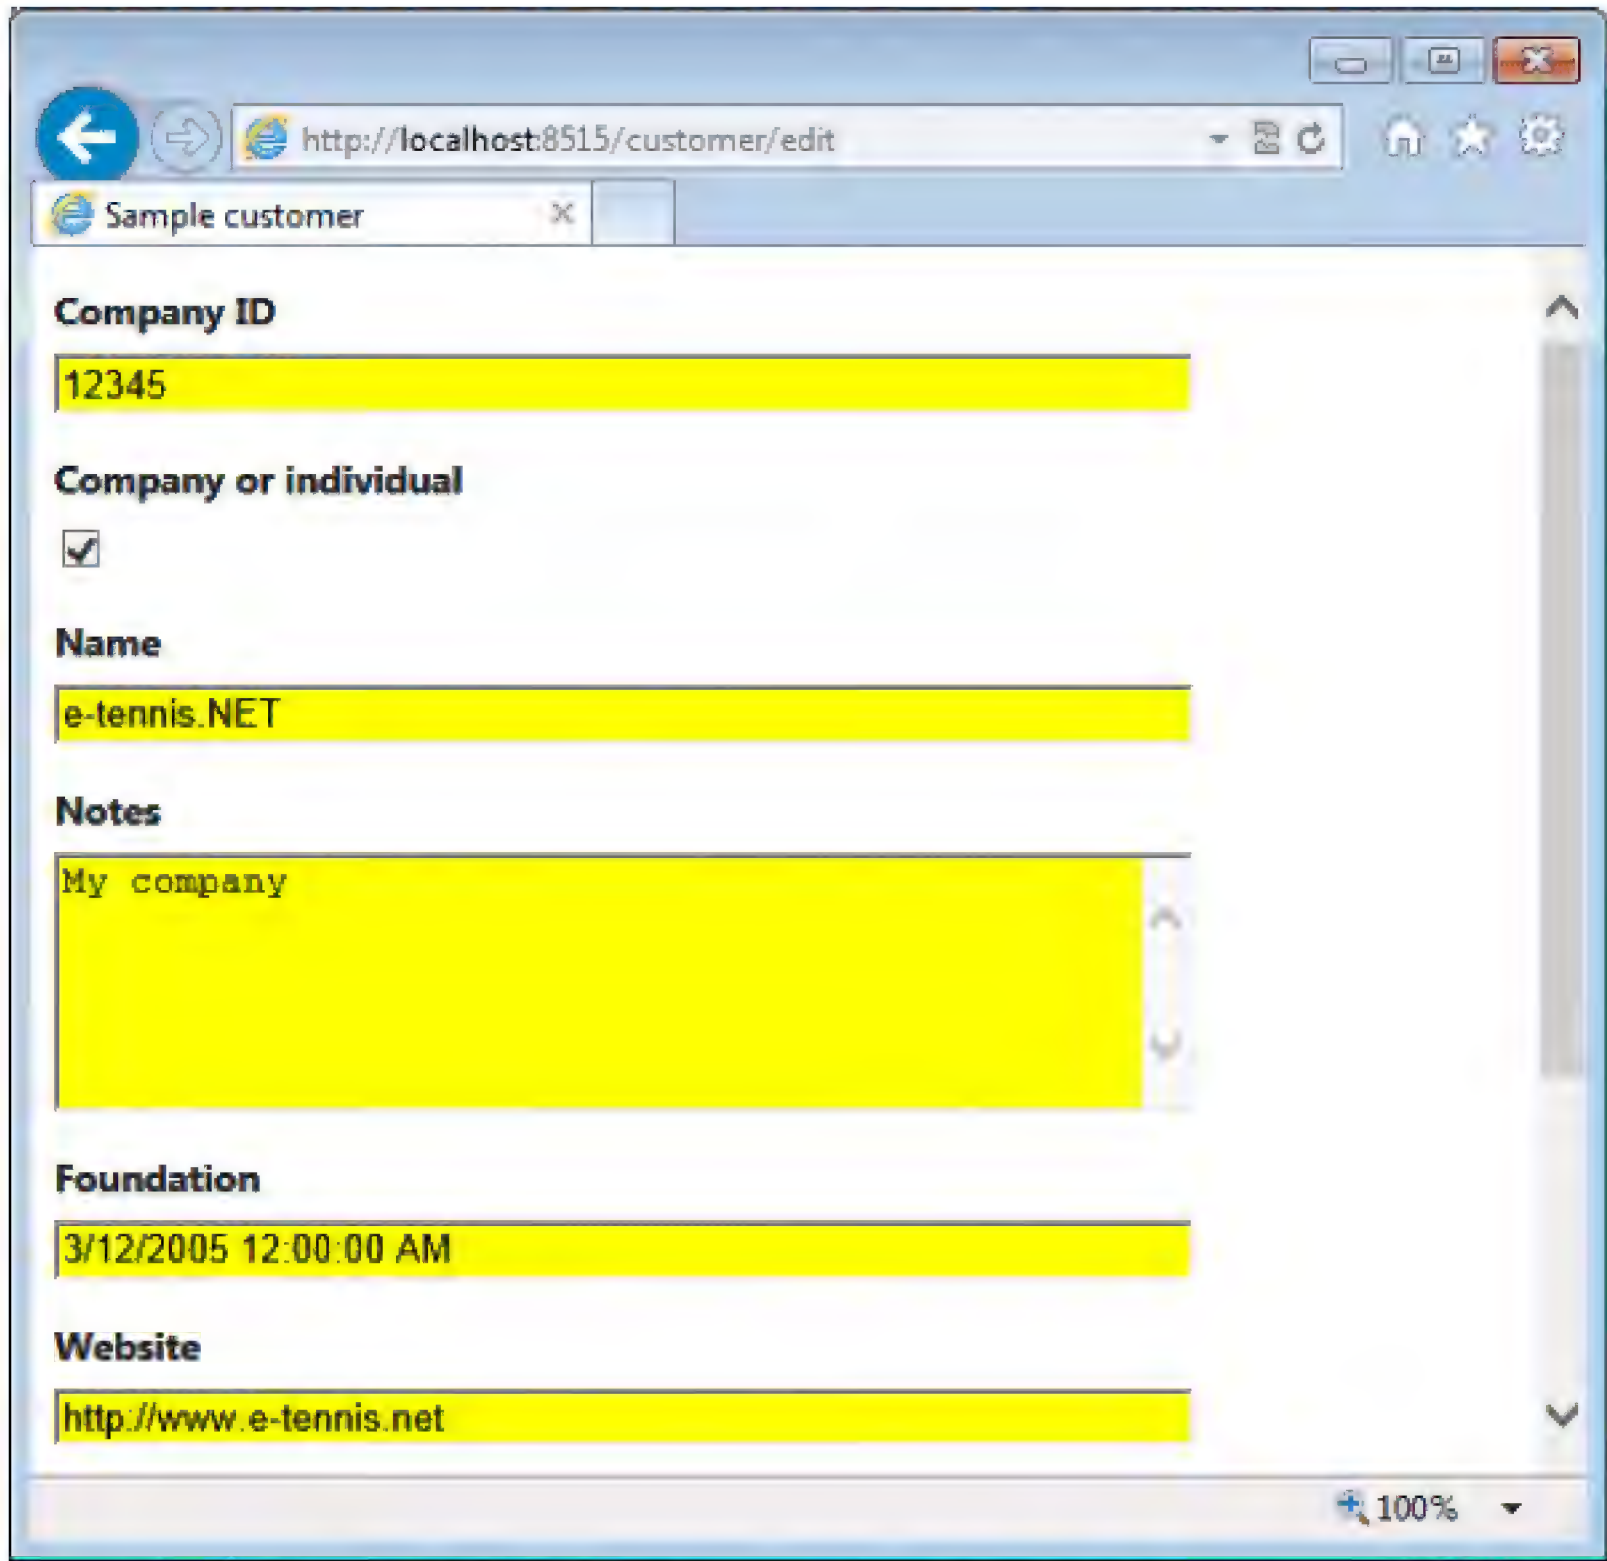 http://localhost:8515/customer/edit
Sample customer
Company ID
12345
Company or individual
Name
e-tennis.NET
Notes
My company
Foundation
3/12/2005 12:00:00 AM
Website
http://www.e-tennis.net
100%